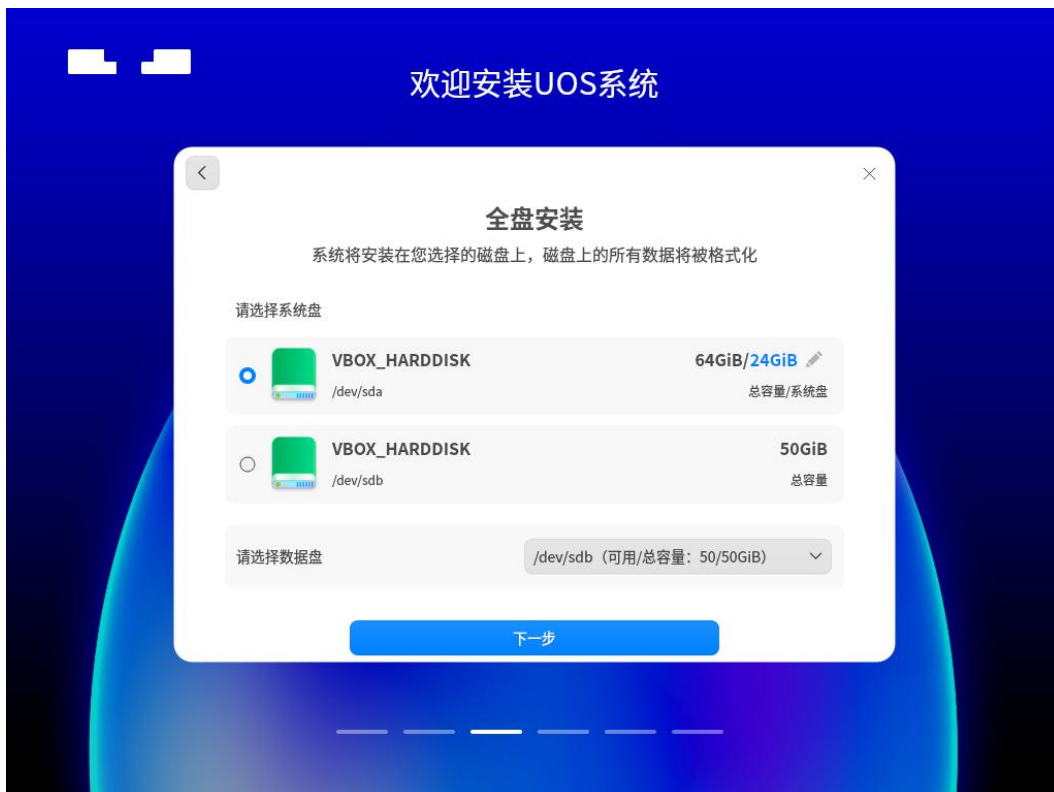 欢迎安装UOS系统
全盘安装
系统将安装在您选择的磁盘上，磁盘上的所有数据将被格式化
请选择系统盘
VBOX_HARDDISK 64GiB/24GiB
/dev/sda 总容量/系统盘
VBOX_HARDDISK 50GiB
/dev/sdb 总容量
请选择数据盘 /dev/sdb（可用/总容量：50/50GiB）
下一步